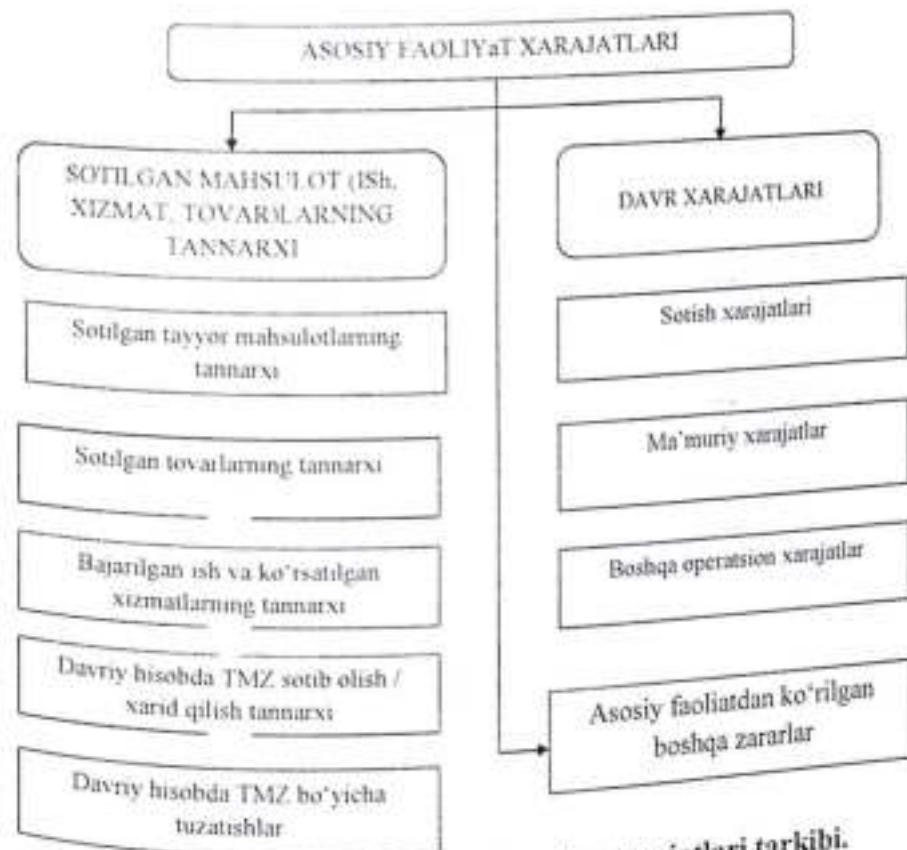 ASOSIY FAOLIYaT XARAJATLARI
SOTILGAN MAHSULOT (ISh,
XIZMAT, TOVAR)LARNING
TANNARXI
Sotilgan tayyor mahsulotlarning
tannarxi
Sotilgan tovarlarning tannarxi
Bajarilgan ish va ko‘rsatilgan
xizmatlarning tannarxi
Davriy hisobda TMZ sotib olish /
xarid qilish tannarxi
Davriy hisobda TMZ bo‘yicha
tuzatishlar
DAVR XARAJATLARI
Sotish xarajatlari
Ma’muriy xarajatlar
Boshqa operatsion xarajatlar
Asosiy faoliatdan ko‘rilgan
boshqa zararlar
tarkibi.